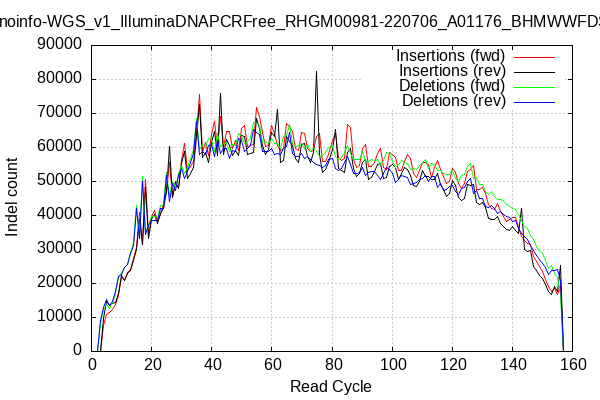 noinfo-WGS_v1_IlluminaDNAPCRFree_RHGM00981-220706_A01176_BHMWWFDS
90000
80000
70000
60000
50000
40000
30000
20000
10000
0
Indel count
Insertions (fwd)
Insertions (rev)
Deletions (fwd)
Deletions (rev)
0 20 40 60 80 100 120 140 160
Read Cycle